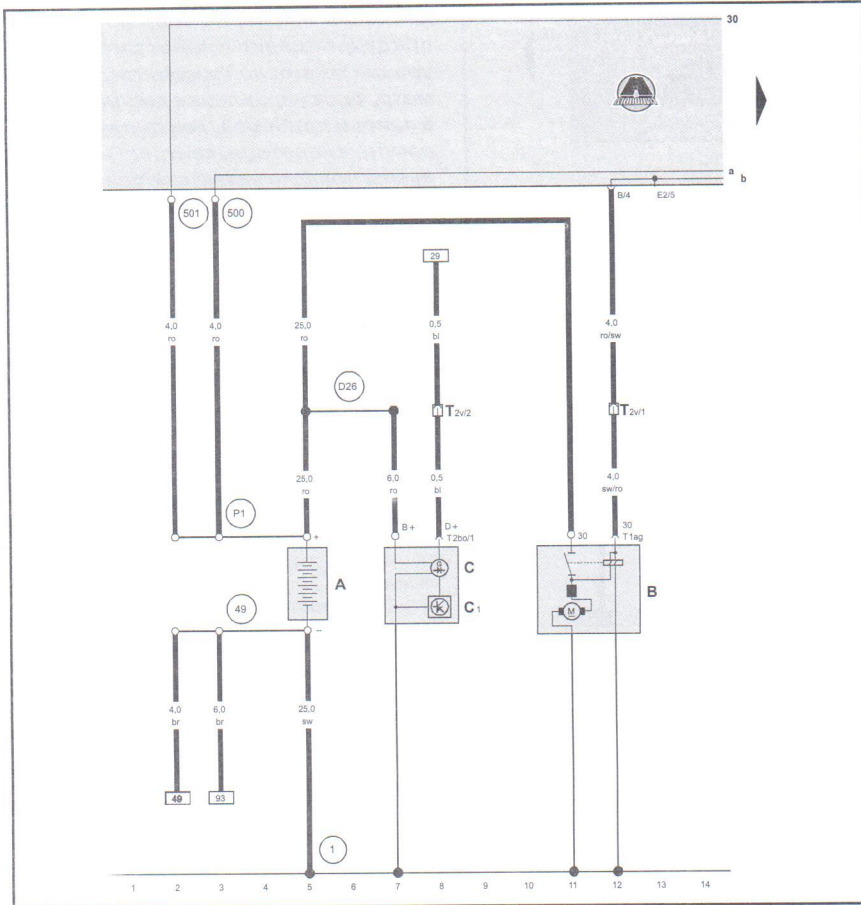 30
a
b
B/4 E2/5
501 500
29
4,0 4,0 25,0 0,5 4,0
ro ro ro bl ro/sw
D26
T2v/2 T2v/1
25,0 6,0 0,5 4,0
ro ro bl sw/ro
P1
+ B+ D+ 30 30
T2bo/1 T1ag
A C B
G
C1
M
49 –
4,0 6,0 25,0
br br sw
49 93
1
1 2 3 4 5 6 7 8 9 10 11 12 13 14